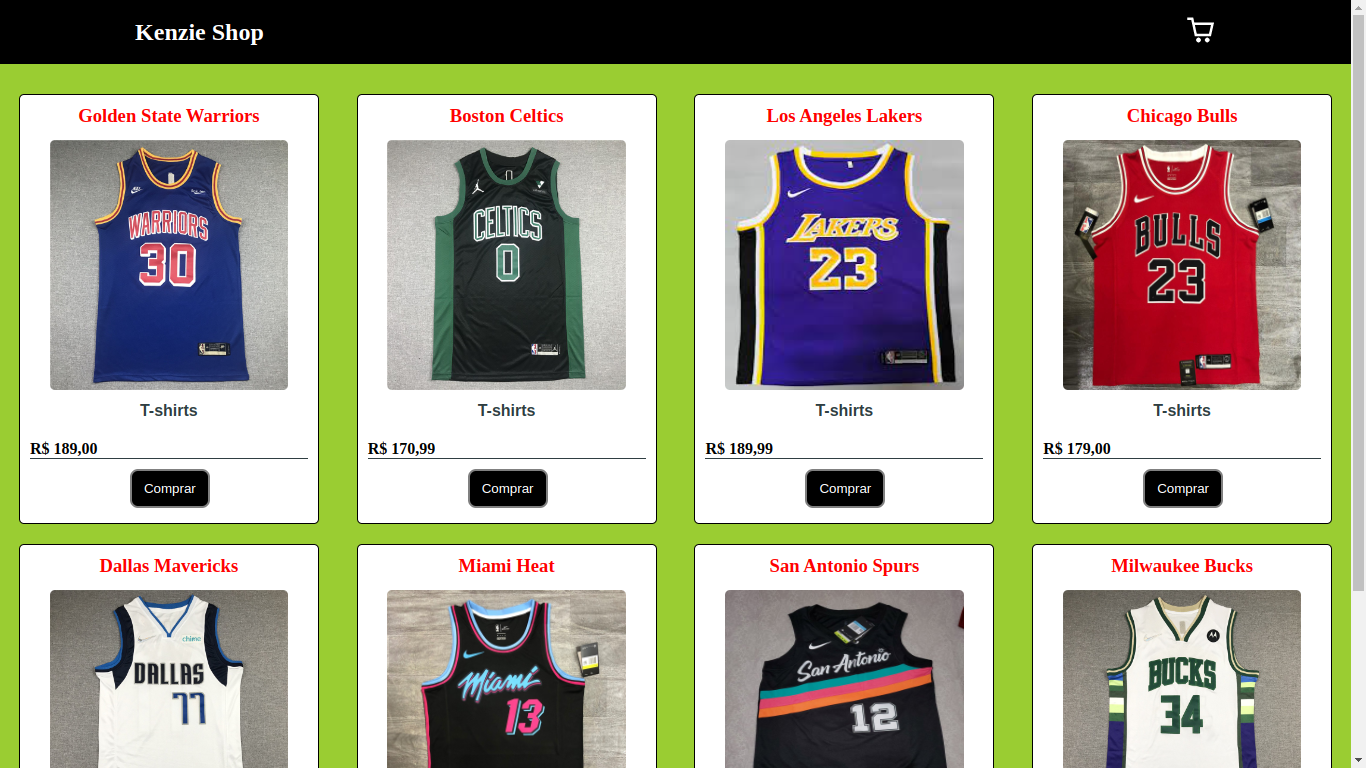 Kenzie Shop
Golden State Warriors
Boston Celtics
Los Angeles Lakers
Chicago Bulls
WARRIORS
30
CELTICS
0
LAKERS
23
BULLS
23
T-shirts
T-shirts
T-shirts
T-shirts
R$ 189,00
R$ 170,99
R$ 189,99
R$ 179,00
Comprar
Comprar
Comprar
Comprar
Dallas Mavericks
Miami Heat
San Antonio Spurs
Milwaukee Bucks
chime
DALLAS
77
Miami
13
San Antonio
12
BUCKS
34